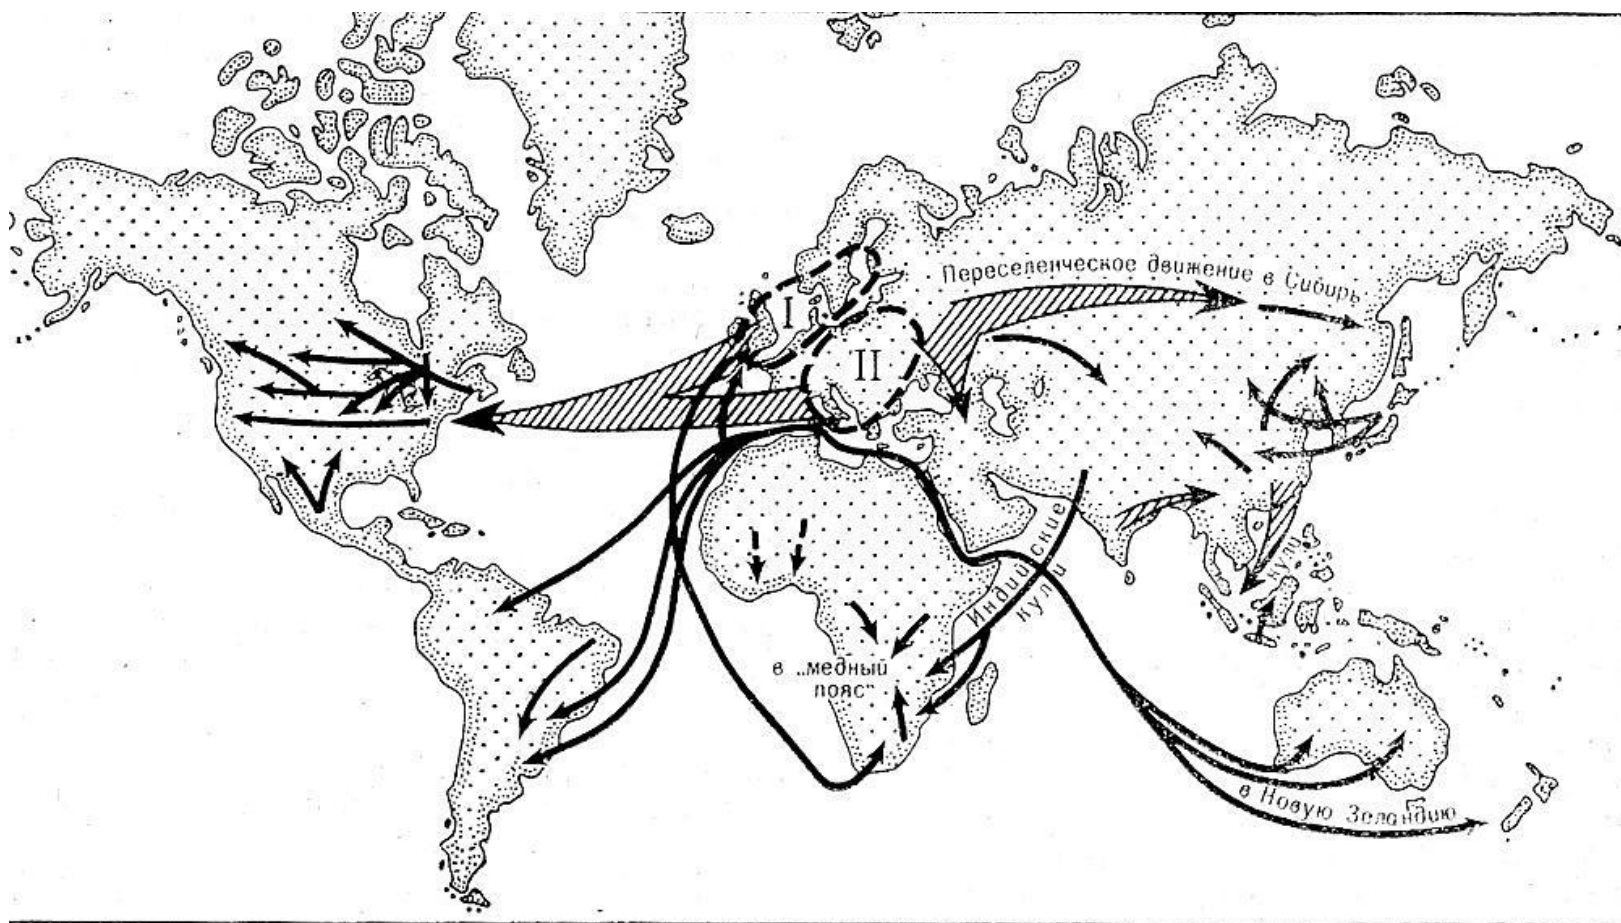 Переселенческое движение в Сибирь
I
II
Индийские
кули
кули
в „медный
пояс“
в Новую Зеландию